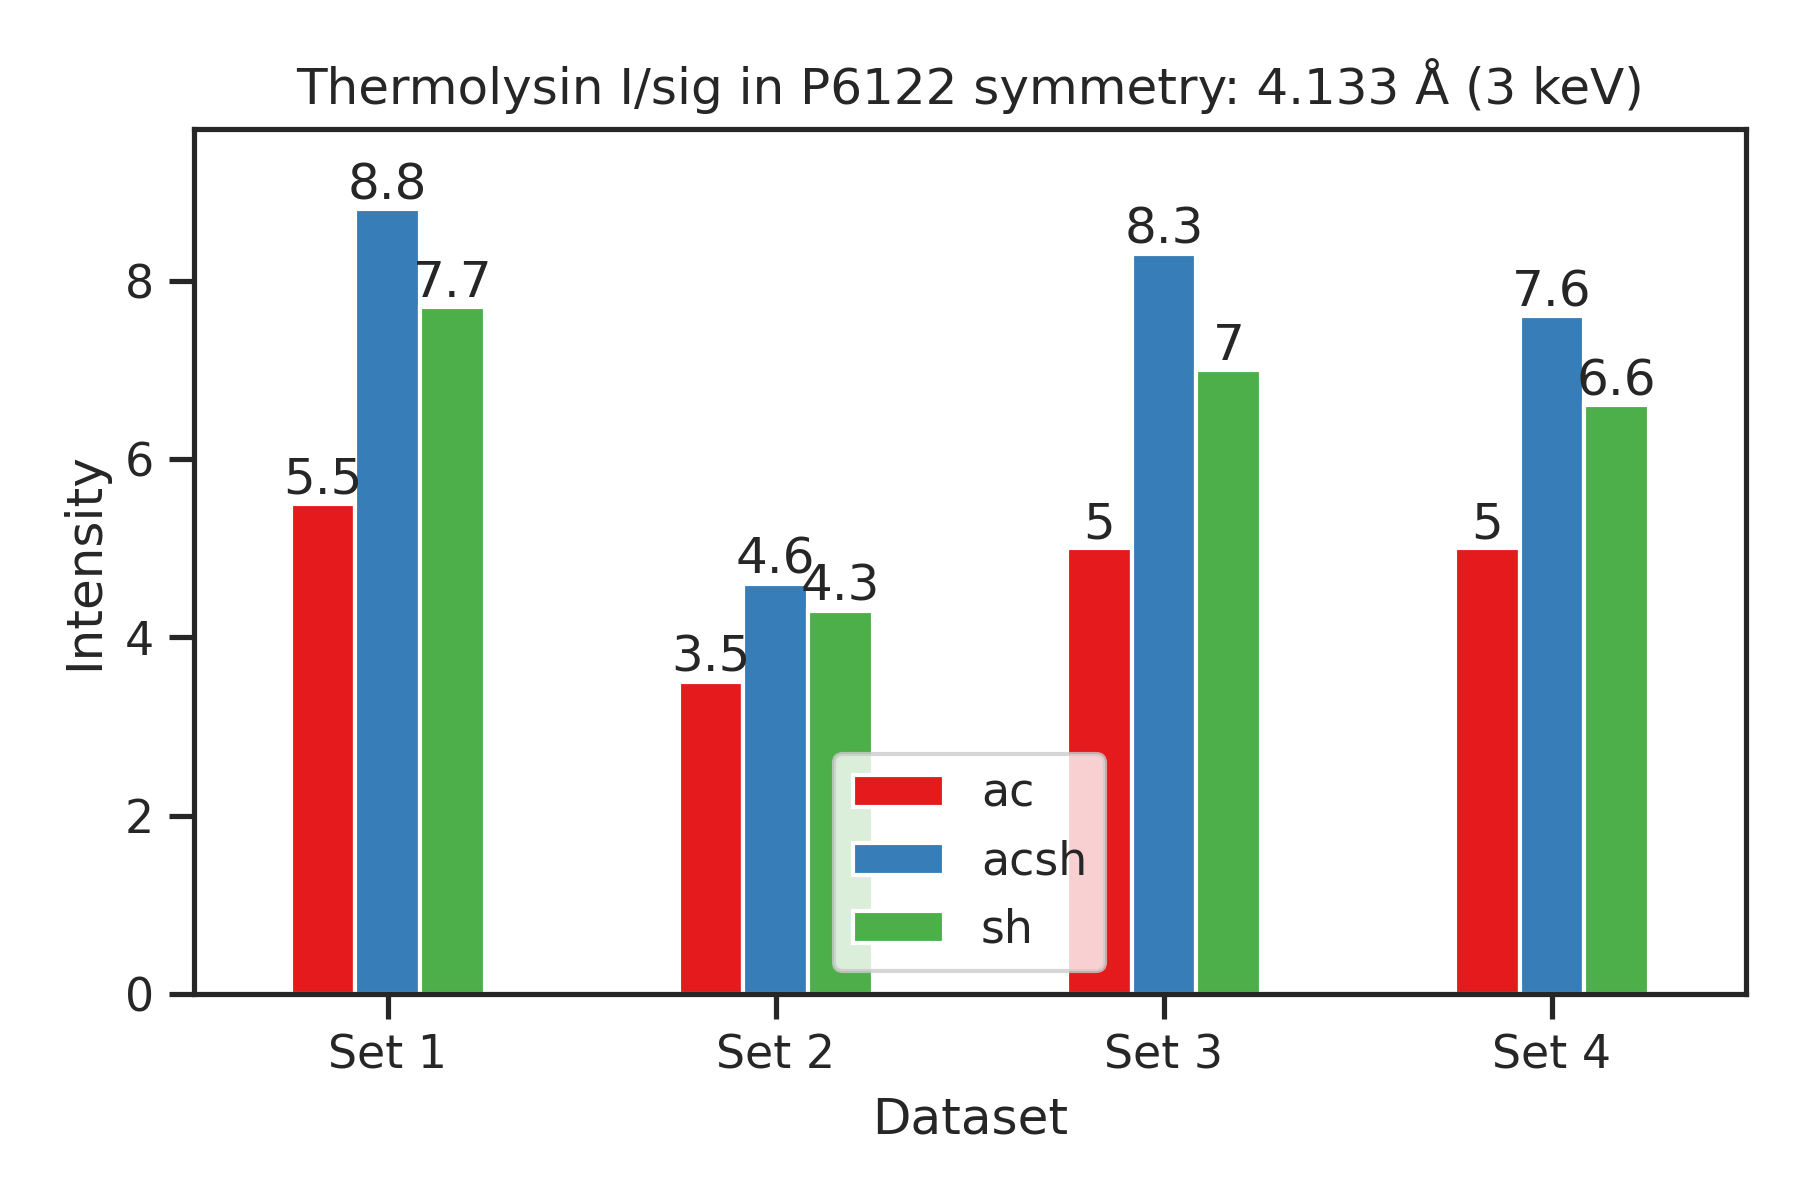 Thermolysin I/sig in P6122 symmetry: 4.133 Å (3 keV)
8.8
7.7
5.5
4.6
4.3
3.5
8.3
7
5
7.6
6.6
5
8
6
4
2
0
Intensity
ac
acsh
sh
Set 1 Set 2 Set 3 Set 4
Dataset